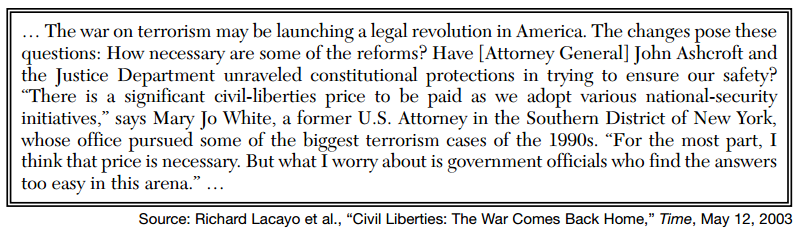 … The war on terrorism may be launching a legal revolution in America. The changes pose these
questions: How necessary are some of the reforms? Have [Attorney General] John Ashcroft and
the Justice Department unraveled constitutional protections in trying to ensure our safety?
“There is a significant civil-liberties price to be paid as we adopt various national-security
initiatives,” says Mary Jo White, a former U.S. Attorney in the Southern District of New York,
whose office pursued some of the biggest terrorism cases of the 1990s. “For the most part, I
think that price is necessary. But what I worry about is government officials who find the answers
too easy in this arena.” …
Source: Richard Lacayo et al., “Civil Liberties: The War Comes Back Home,” Time, May 12, 2003